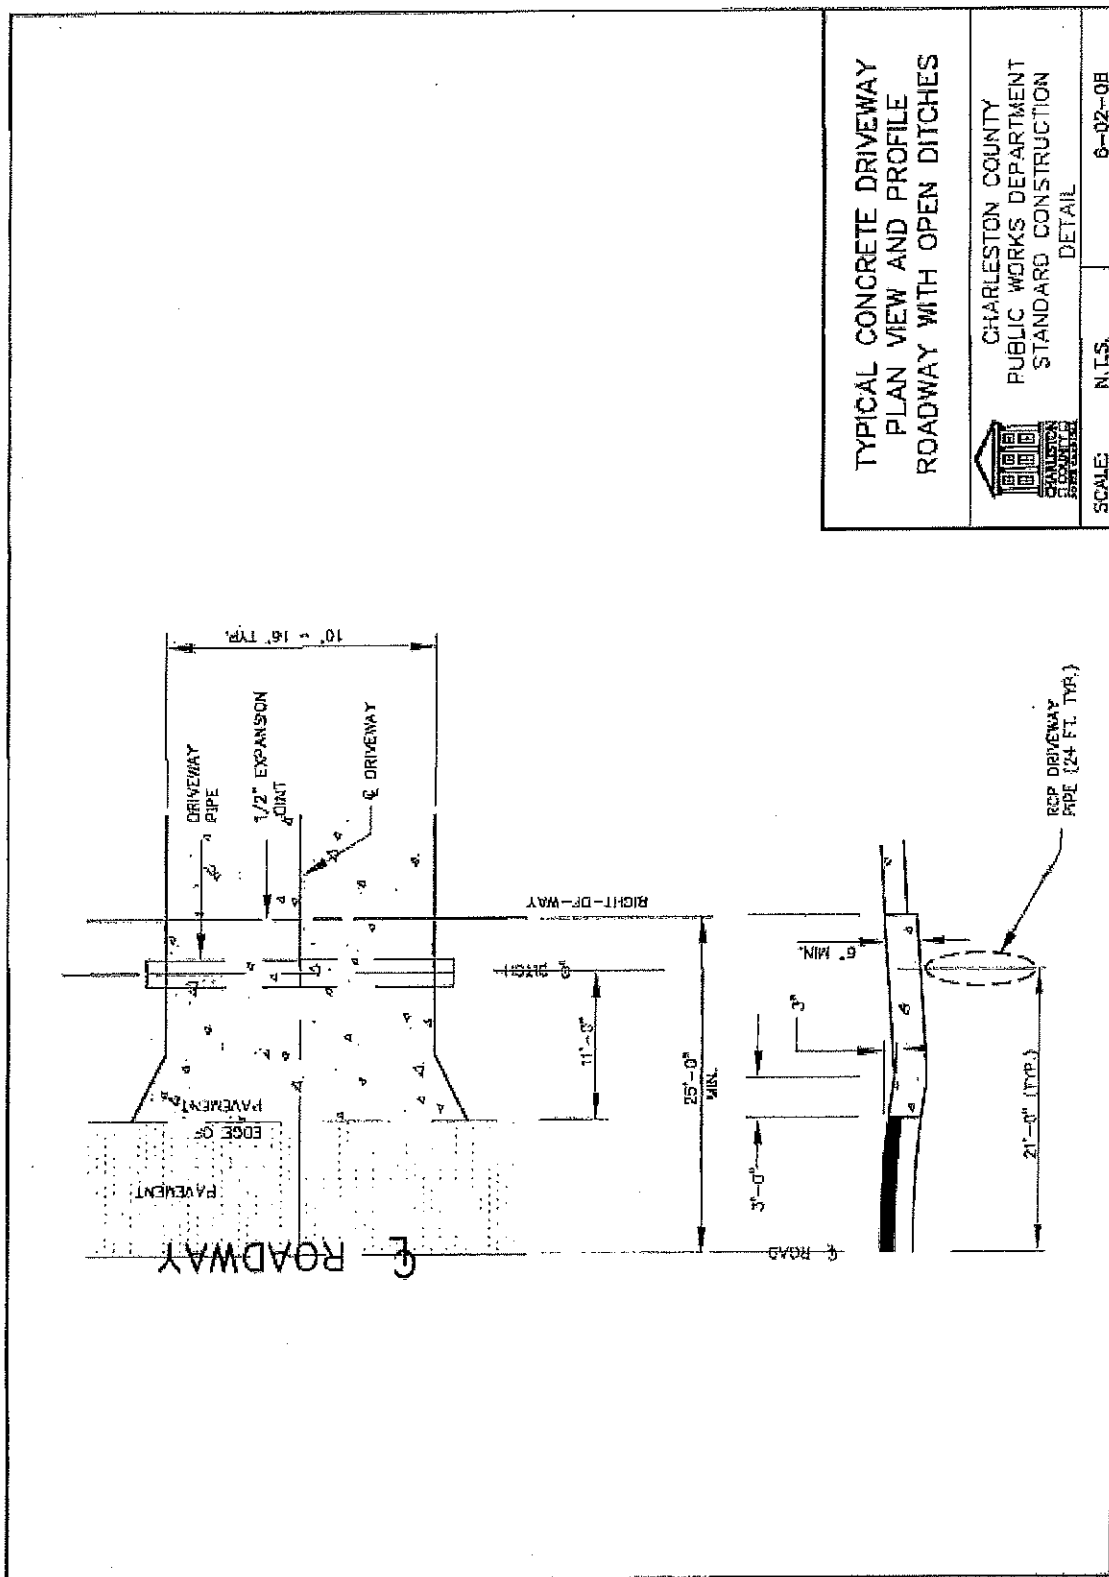 DRIVEWAY
PIPE
1/2" EXPANSION
OINT
℄ DRIVEWAY
10' - 16' TYP.
RIGHT-OF-WAY
11'-0"
EDGE OF
PAVEMENT
PAVEMENT
℄ ROADWAY
25'-0"
MIN.
6" MIN.
3"
3'-0"
℄ ROAD
21'-0" (TYP.)
RCP DRIVEWAY
PIPE (24 FT. TYP.)
TYPICAL CONCRETE DRIVEWAY
PLAN VIEW AND PROFILE
ROADWAY WITH OPEN DITCHES
CHARLESTON COUNTY
PUBLIC WORKS DEPARTMENT
STANDARD CONSTRUCTION
DETAIL
CHARLESTON
COUNTY
SCALE: N.T.S.
6-02-08